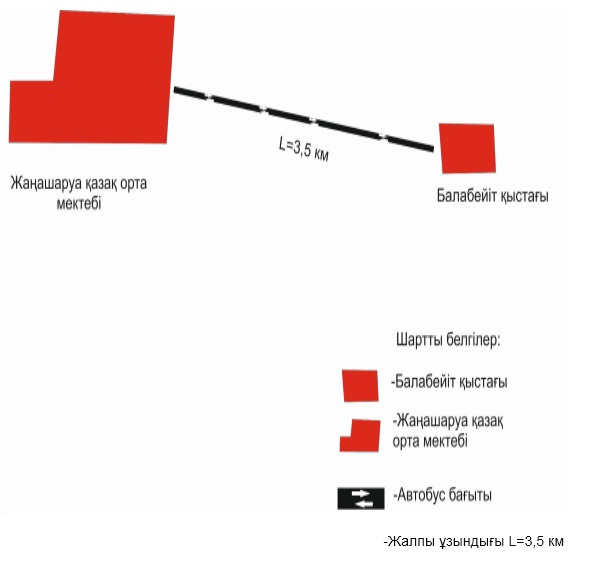 L=3,5 км
Жаңашаруа қазақ орта
мектебі
Балабейіт қыстағы
Шартты белгілер:
-Балабейіт қыстағы
-Жаңашаруа қазақ
орта мектебі
-Автобус бағыты
-Жалпы ұзындығы L=3,5 км